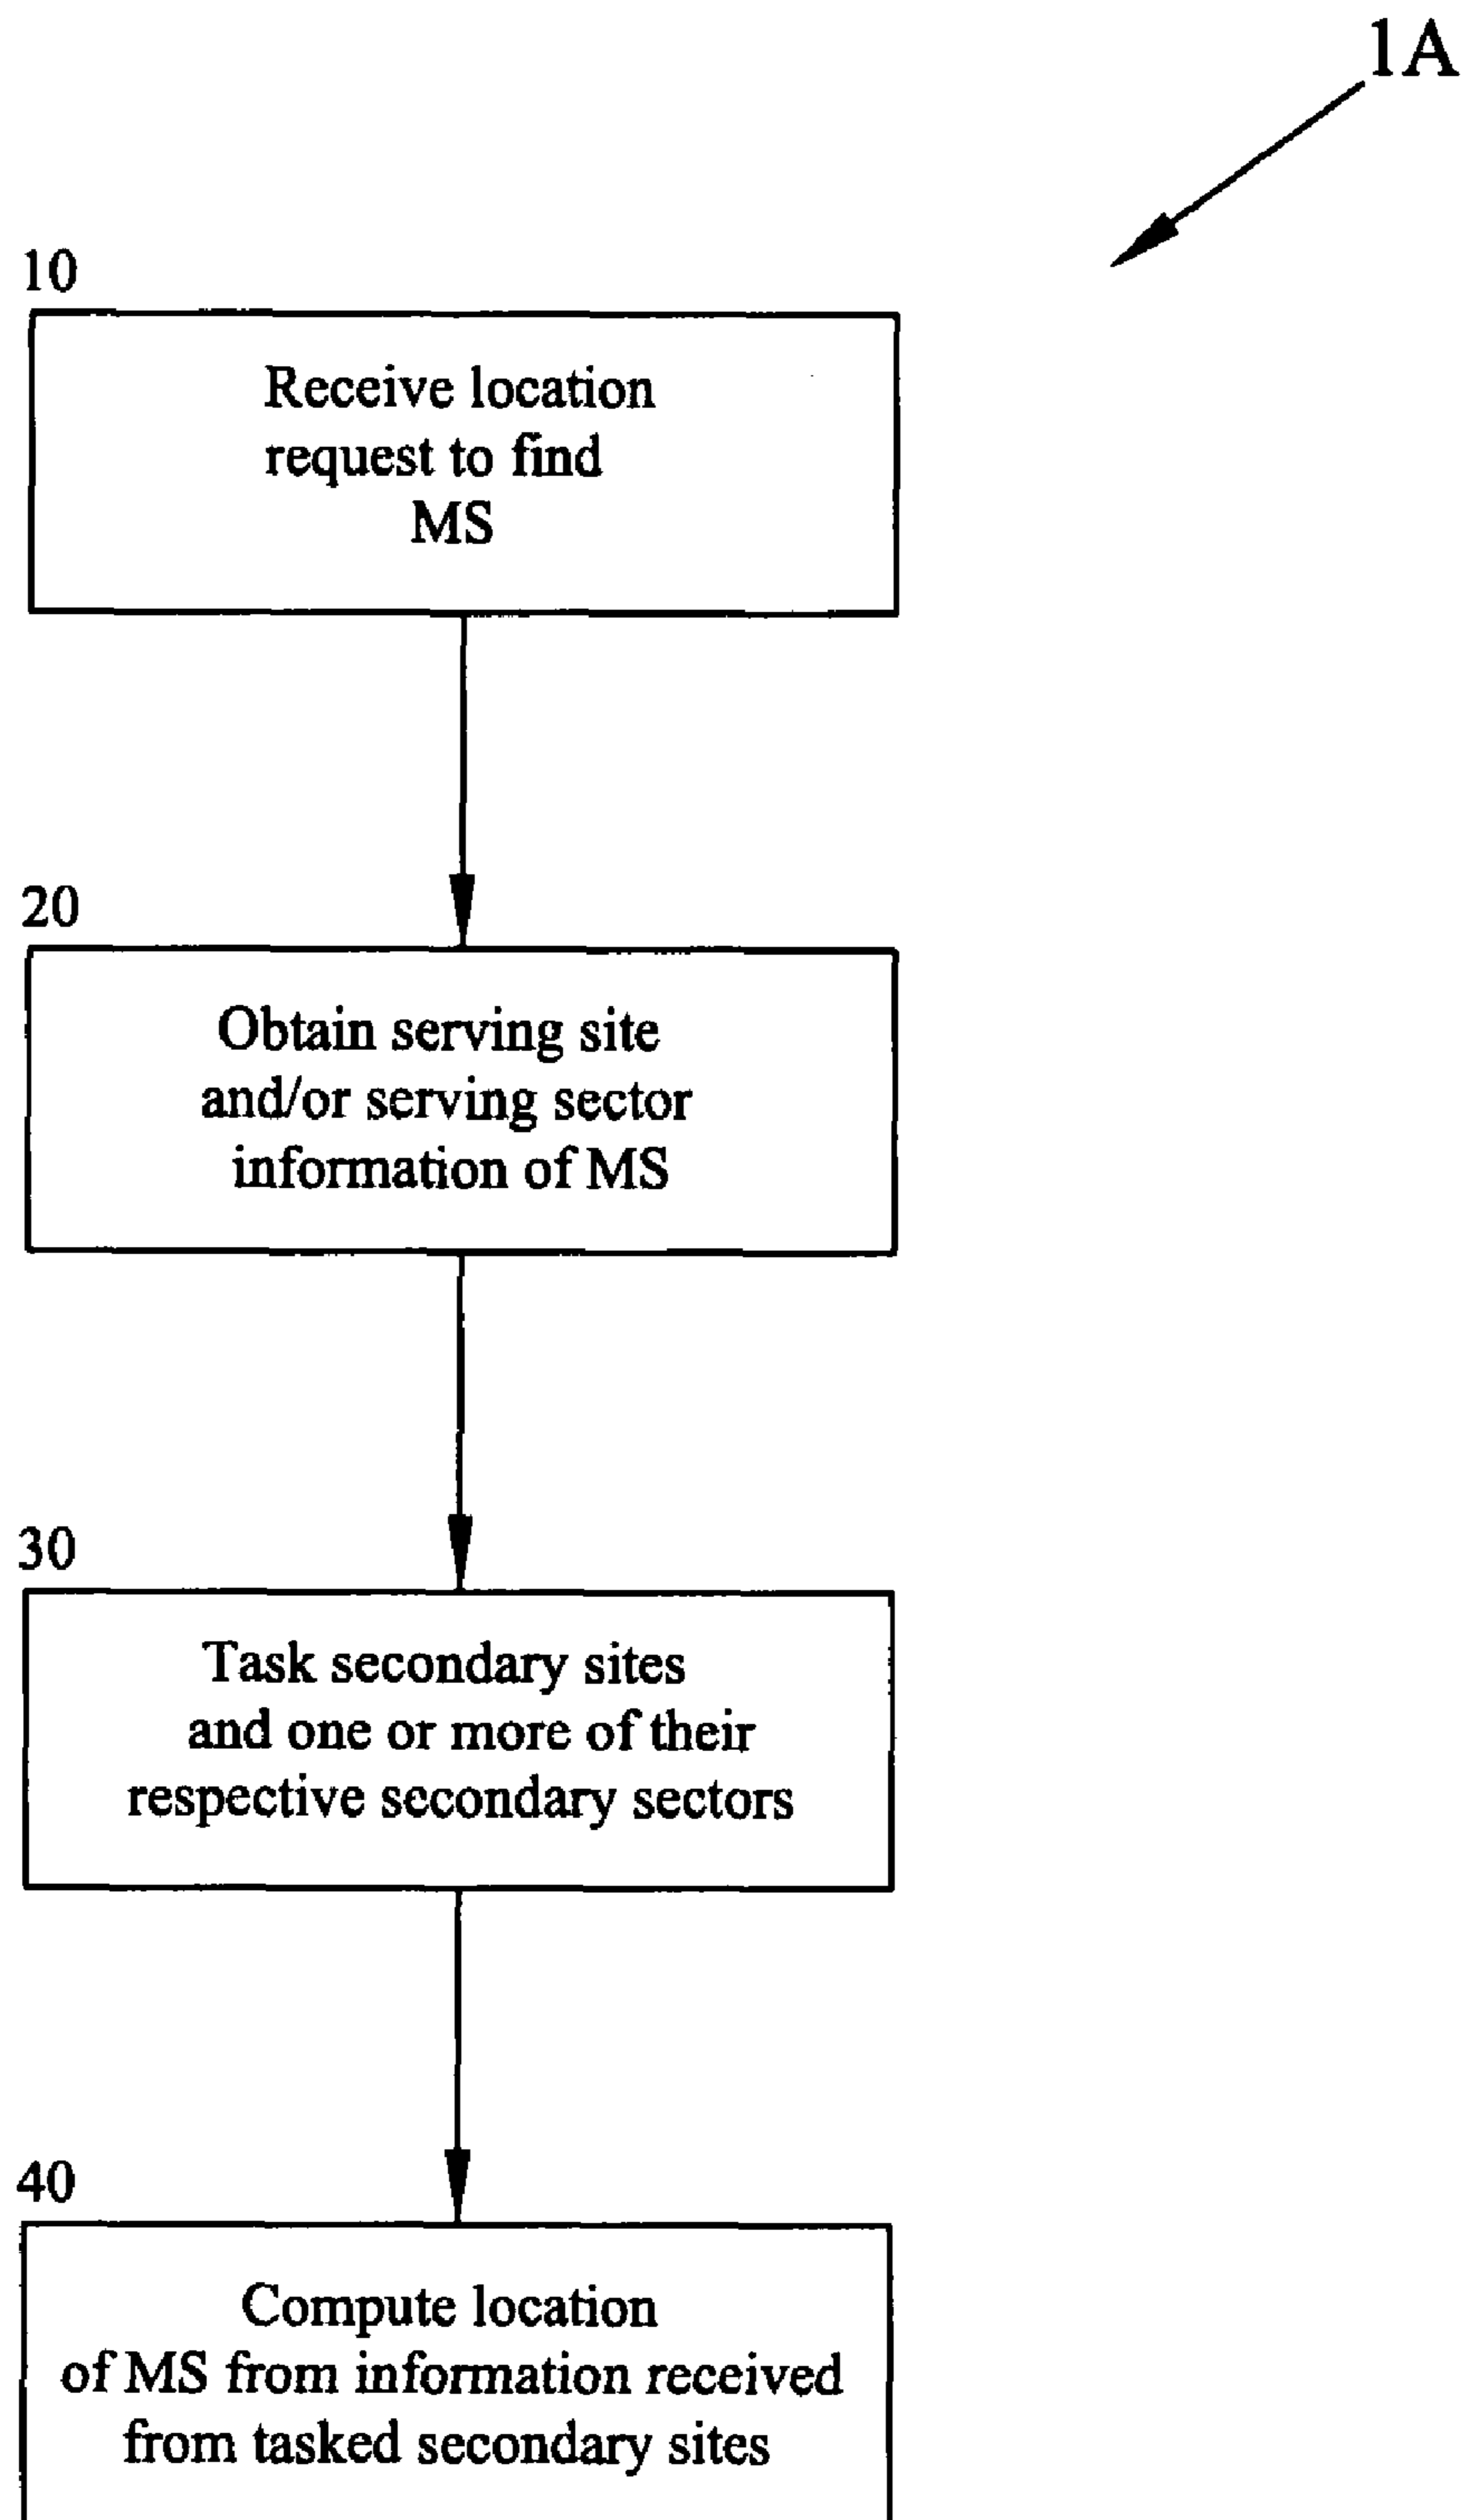 1A
10
Receive location
request to find
MS
20
Obtain serving site
and/or serving sector
information of MS
30
Task secondary sites
and one or more of their
respective secondary sectors
40
Compute location
of MS from information received
from tasked secondary sites